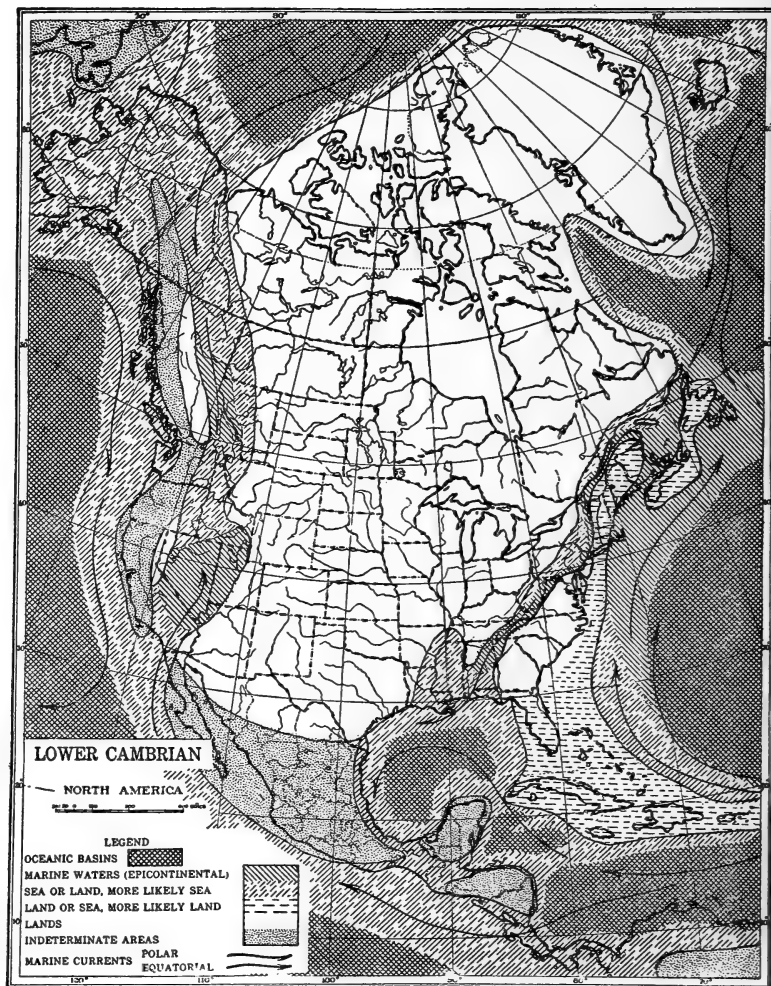 LOWER CAMBRIAN
NORTH AMERICA
LEGEND
OCEANIC BASINS
MARINE WATERS (EPICONTINENTAL)
SEA OR LAND, MORE LIKELY SEA
LAND OR SEA, MORE LIKELY LAND
LANDS
INDETERMINATE AREAS
MARINE CURRENTS POLAR
EQUATORIAL